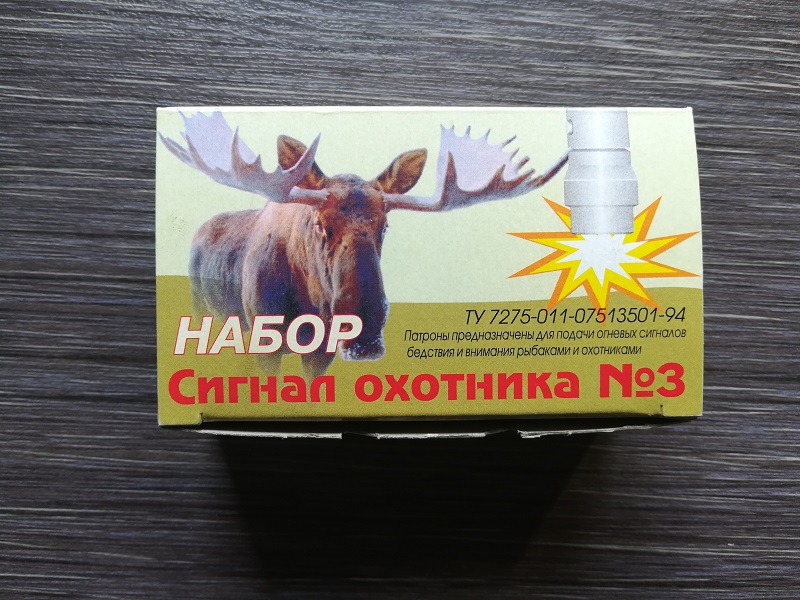 ТУ 7275-011-07513501-94
НАБОР
Патроны предназначены для подачи огневых сигналов
бедствия и внимания рыбаками и охотниками
Сигнал охотника №3